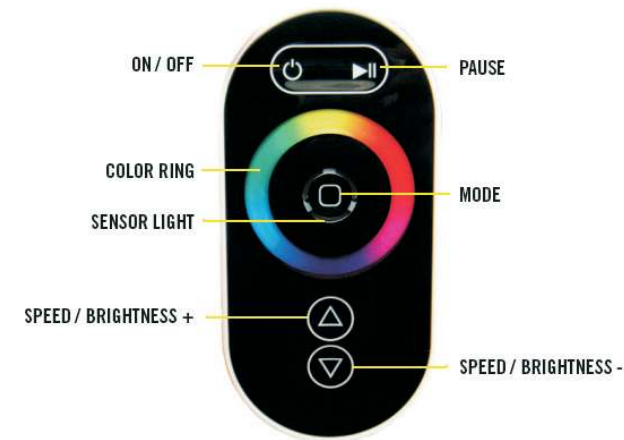 ON / OFF
PAUSE
COLOR RING
MODE
SENSOR LIGHT
SPEED / BRIGHTNESS +
SPEED / BRIGHTNESS -